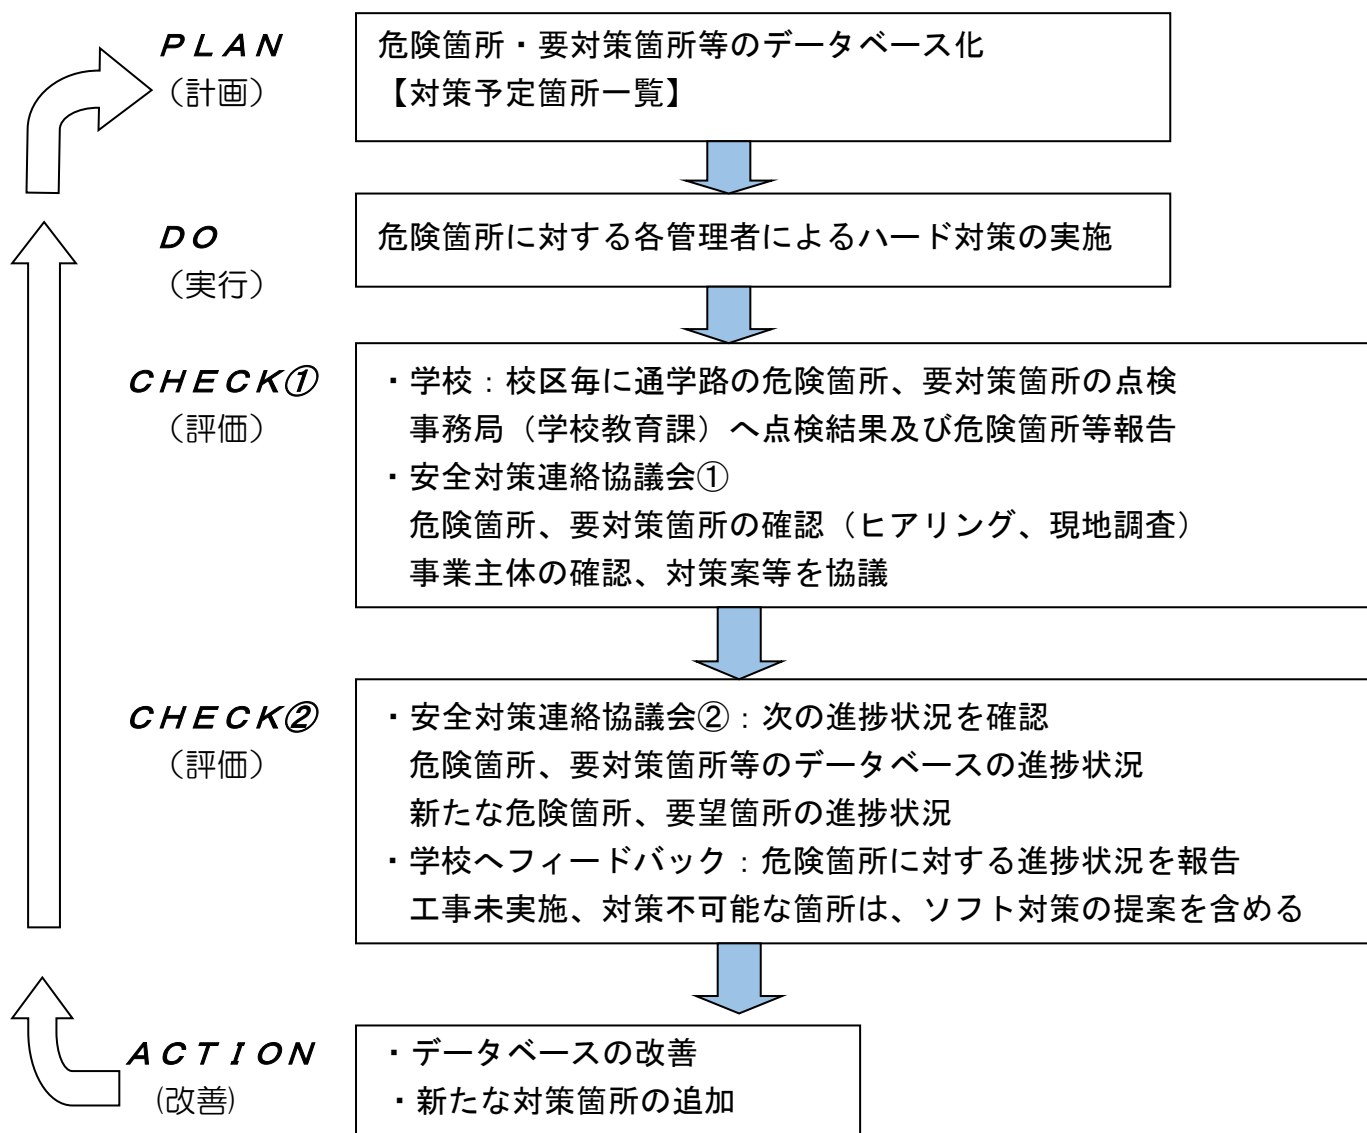 PLAN
(計画)
危険箇所・要対策箇所等のデータベース化
【対策予定箇所一覧】
DO
(実行)
危険箇所に対する各管理者によるハード対策の実施
CHECK①
(評価)
・学校：校区毎に通学路の危険箇所、要対策箇所の点検
事務局（学校教育課）へ点検結果及び危険箇所等報告
・安全対策連絡協議会①
危険箇所、要対策箇所の確認（ヒアリング、現地調査）
事業主体の確認、対策案等を協議
CHECK②
(評価)
・安全対策連絡協議会②：次の進捗状況を確認
危険箇所、要対策箇所等のデータベースの進捗状況
新たな危険箇所、要望箇所の進捗状況
・学校へフィードバック：危険箇所に対する進捗状況を報告
工事未実施、対策不可能な箇所は、ソフト対策の提案を含める
ACTION
(改善)
・データベースの改善
・新たな対策箇所の追加